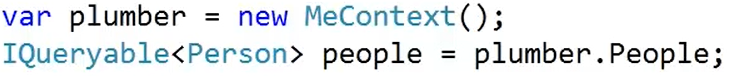 var plumber = new MeContext();
IQueryable<Person> people = plumber.People;